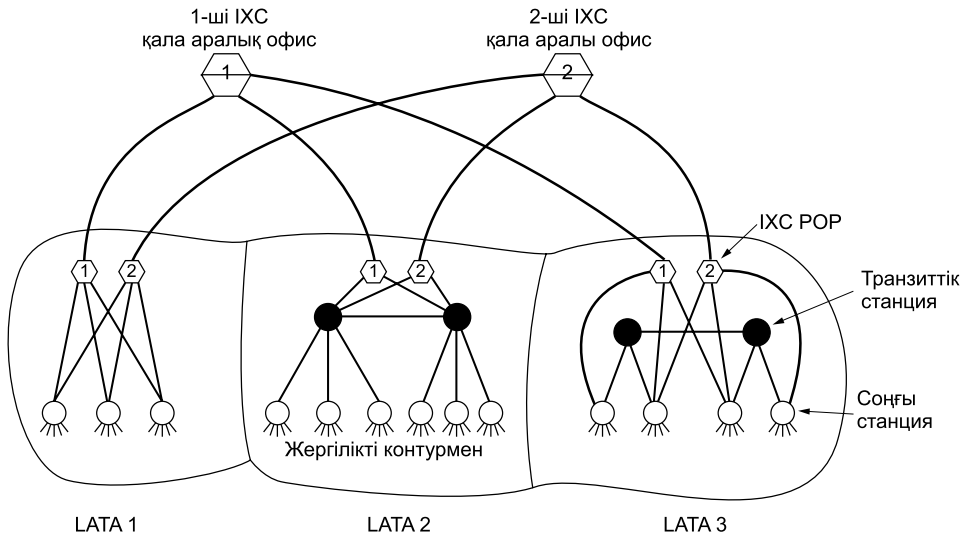 1-ші IXC
қала аралық офис
2-ші IXC
қала аралы офис
1
2
IXC POP
1
2
1
2
1
2
Транзиттік
станция
Соңғы
станция
Жергілікті контурмен
LATA 1
LATA 2
LATA 3